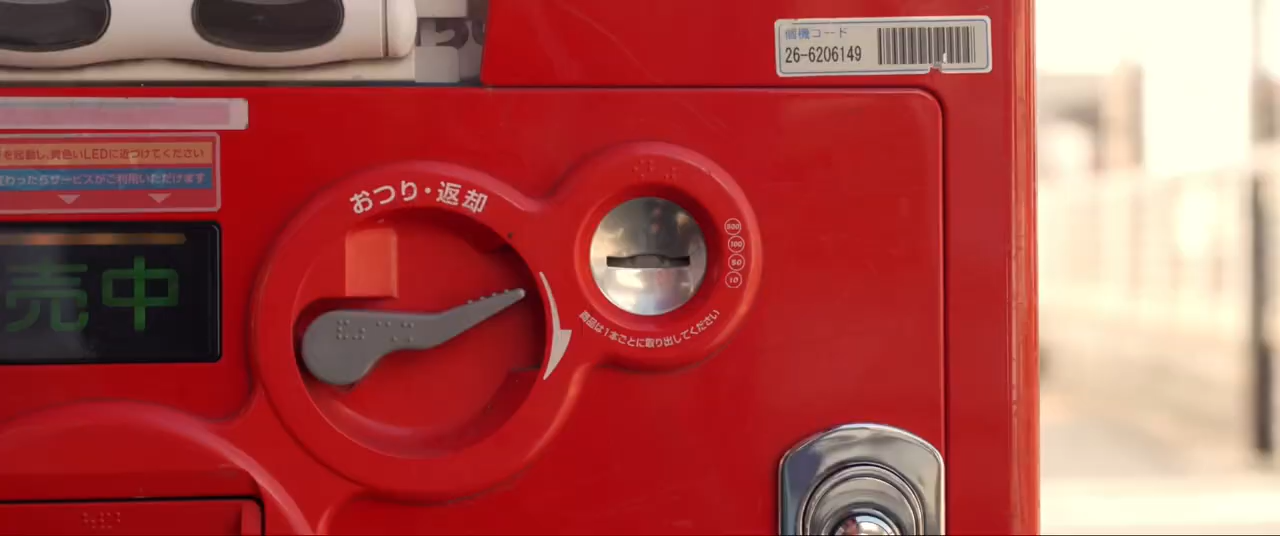 個機コード
26-6206149
を起動し、黄色いLEDに近づけてください
変わったらサービスがご利用いただけます
おつり・返却
500
100
50
10
売中
商品は1本ごとに取り出してください